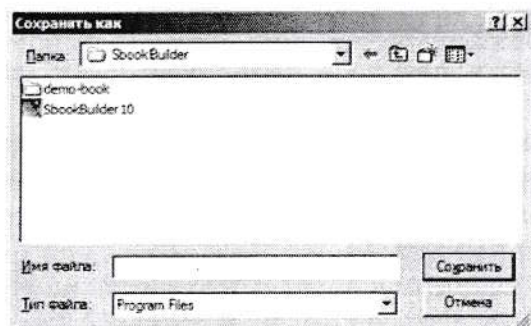 Сохранить как
Папка: SbookBuilder
demo-book
SbookBuilder 10
Имя файла:
Сохранить
Тип файла: Program Files
Отмена